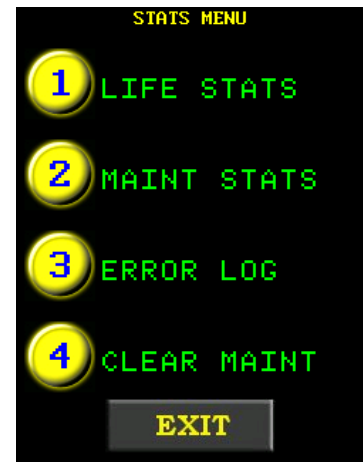 STATS MENU
1 LIFE STATS
2 MAINT STATS
3 ERROR LOG
4 CLEAR MAINT
EXIT